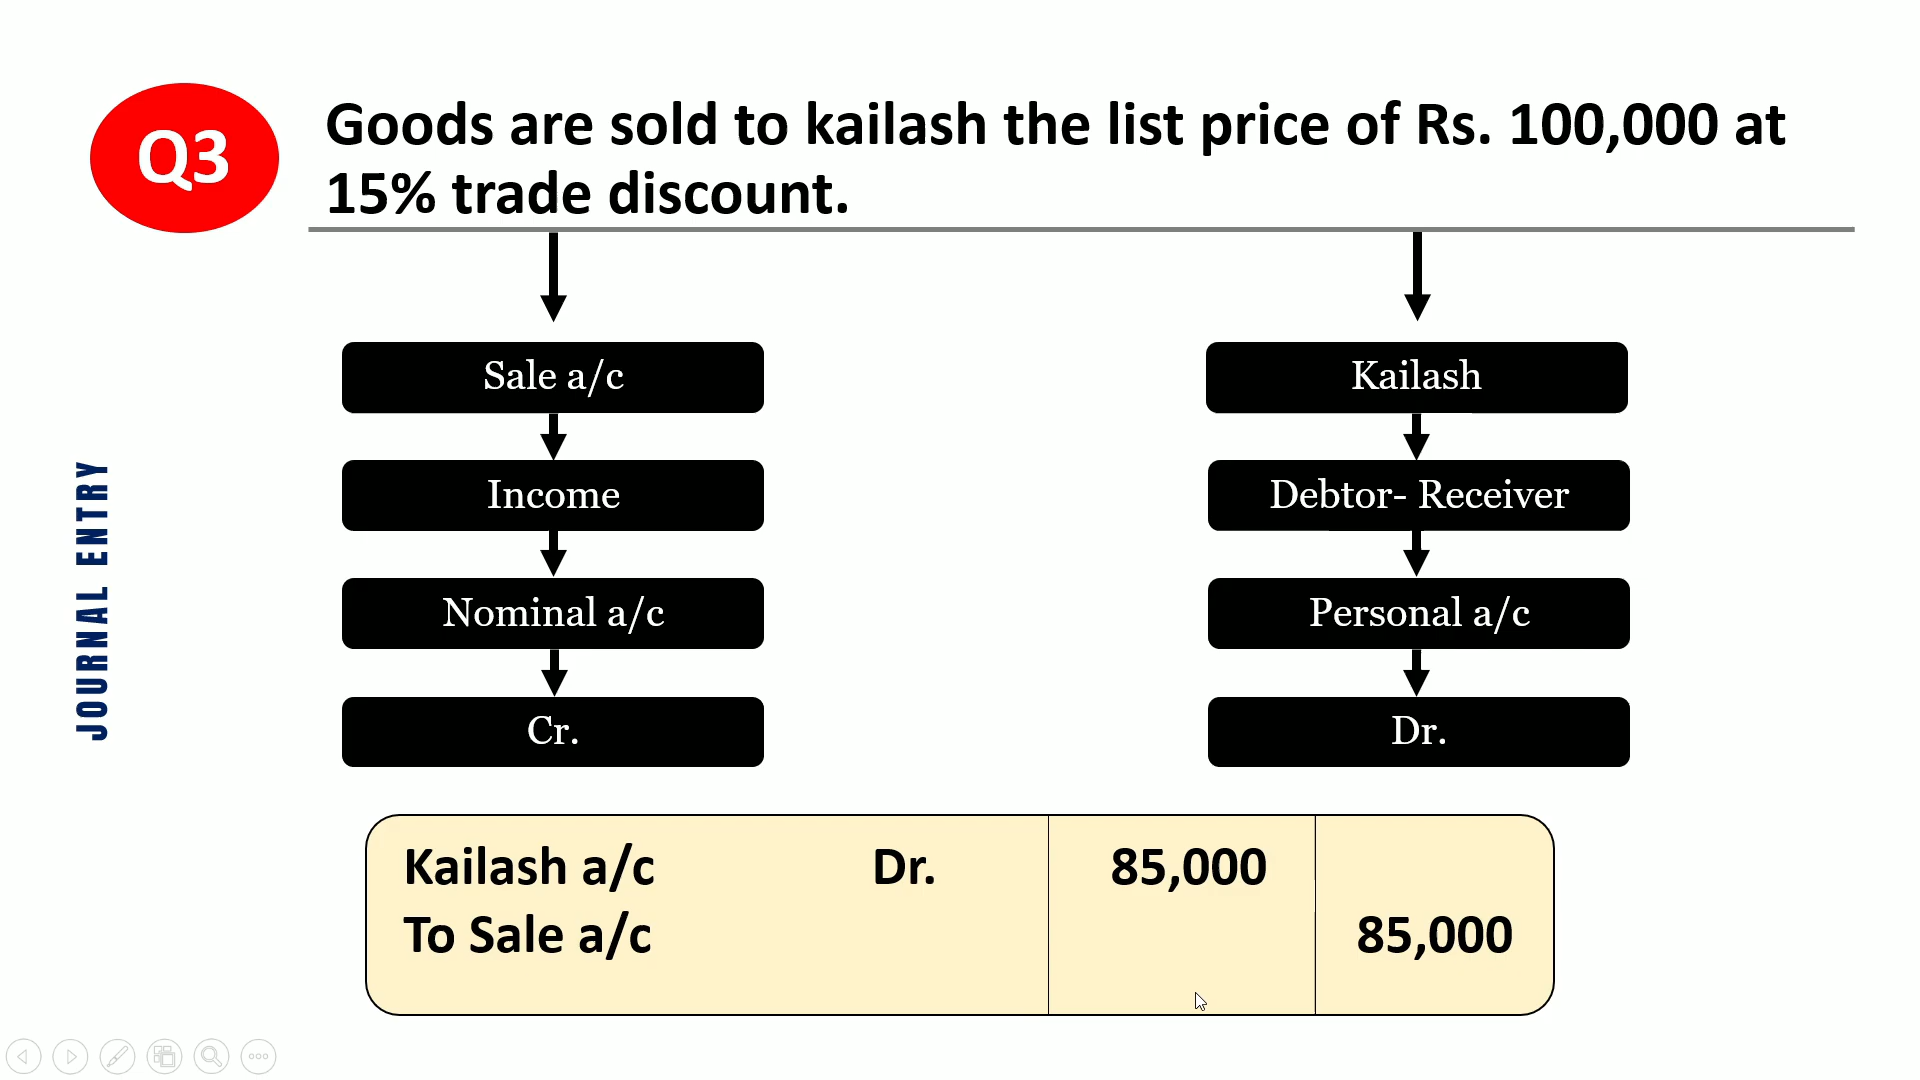 Q3
Goods are sold to kailash the list price of Rs. 100,000 at
15% trade discount.
Sale a/c
Income
Nominal a/c
Cr.
Kailash
Debtor- Receiver
Personal a/c
Dr.
JOURNAL ENTRY
Kailash a/c Dr. 85,000
To Sale a/c 85,000